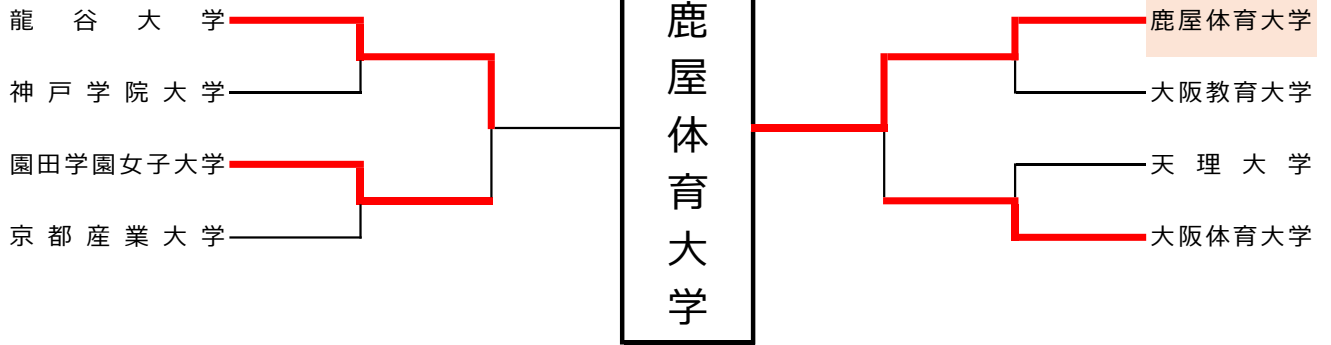 龍谷大学
神戸学院大学
園田学園女子大学
京都産業大学
鹿屋体育大学
鹿屋体育大学
大阪教育大学
天理大学
大阪体育大学